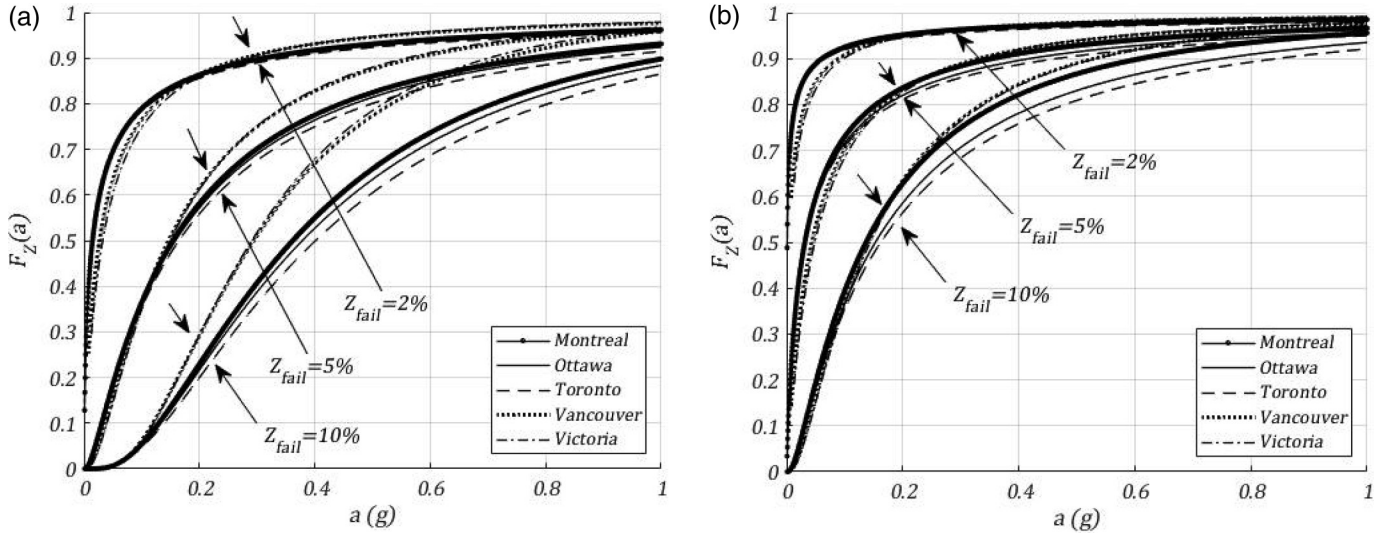 (a)
F_Z(a)
1
0.9
0.8
0.7
0.6
0.5
0.4
0.3
0.2
0.1
0
0 0.2 0.4 0.6 0.8 1
a (g)
Z_fail=2%
Z_fail=5%
Z_fail=10%
Montreal
Ottawa
Toronto
Vancouver
Victoria
(b)
F_Z(a)
1
0.9
0.8
0.7
0.6
0.5
0.4
0.3
0.2
0.1
0
0 0.2 0.4 0.6 0.8 1
a (g)
Z_fail=2%
Z_fail=5%
Z_fail=10%
Montreal
Ottawa
Toronto
Vancouver
Victoria